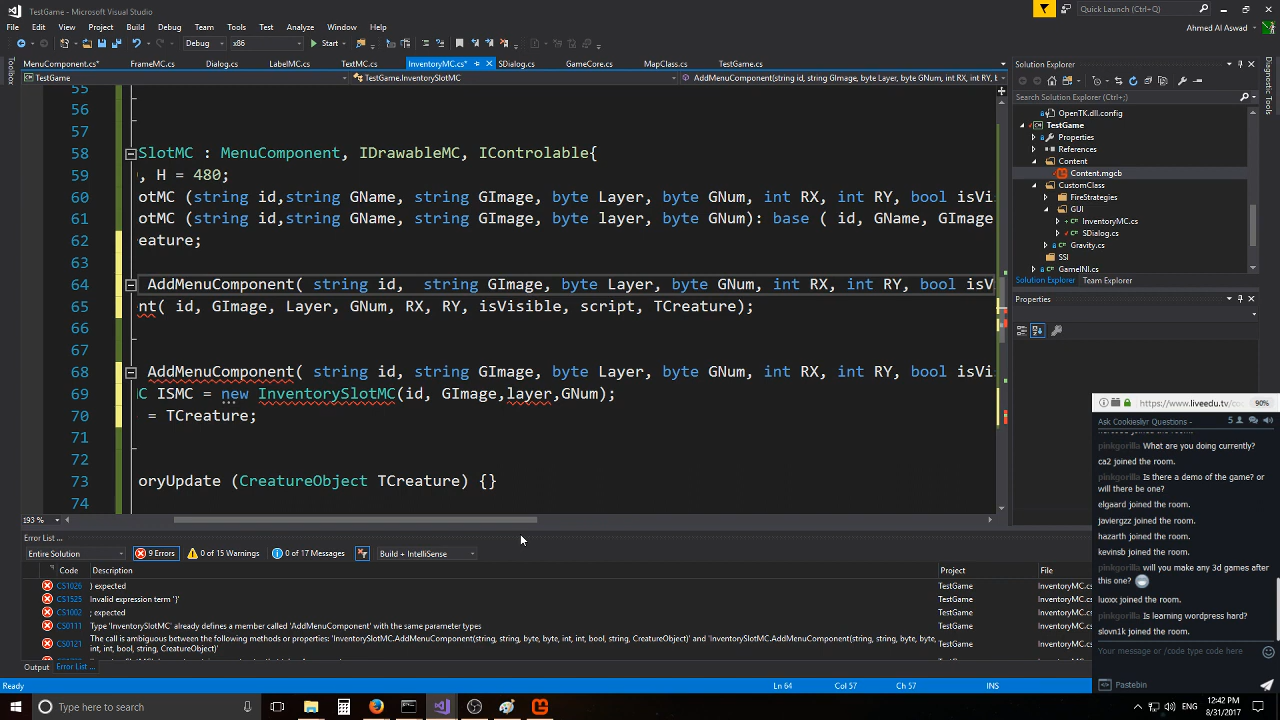 TestGame - Microsoft Visual Studio
Quick Launch (Ctrl+Q)
File Edit View Project Build Debug Team Tools Test Analyze Window Help
Ahmed Al Aswad
Debug x86 Start
MenuComponent.cs* FrameMC.cs Dialog.cs LabelMC.cs TextMC.cs InventoryMC.cs* SDialog.cs GameCore.cs MapClass.cs TestGame.cs
TestGame TestGame.InventorySlotMC AddMenuComponent(string id, string GImage, byte Layer, byte GNum, int RX, int RY,
Toolbox
Diagnostic Tools
55
56
57
58 SlotMC : MenuComponent, IDrawableMC, IControlable{
59 , H = 480;
60 otMC (string id,string GName, string GImage, byte Layer, byte GNum, int RX, int RY, bool isVi
61 otMC (string id,string GName, string GImage, byte layer, byte GNum): base ( id, GName, GImage
62 eature;
63
64 AddMenuComponent( string id,  string GImage, byte Layer, byte GNum, int RX, int RY, bool isV
65 nt( id, GImage, Layer, GNum, RX, RY, isVisible, script, TCreature);
66
67
68 AddMenuComponent( string id, string GImage, byte Layer, byte GNum, int RX, int RY, bool isVi
69 C ISMC = new InventorySlotMC(id, GImage,layer,GNum);
70 = TCreature;
71
72
73 oryUpdate (CreatureObject TCreature) {}
74
193 %
Solution Explorer
Search Solution Explorer (Ctrl+;)
OpenTK.dll.config
TestGame
Properties
References
Content
Content.mgcb
CustomClass
FireStrategies
GUI
InventoryMC.cs
SDialog.cs
Gravity.cs
SSI
GameINI.cs
Solution Explorer Team Explorer
Properties
Error List ...
Entire Solution 9 Errors 0 of 15 Warnings 0 of 17 Messages Build + IntelliSense
Code Description Project File
CS1026 ) expected TestGame InventoryMC.cs
CS1525 Invalid expression term '}' TestGame InventoryMC.cs
CS1002 ; expected TestGame InventoryMC.cs
CS0111 Type 'InventorySlotMC' already defines a member called 'AddMenuComponent' with the same parameter types TestGame InventoryMC.cs
CS0121 The call is ambiguous between the following methods or properties: 'InventorySlotMC.AddMenuComponent(string, string, byte, byte, int, int, bool, string, CreatureObject)' and 'InventorySlotMC.AddMenuComponent(string, string, byte, byte, int, int, bool, string, CreatureObject)' TestGame InventoryMC.cs
Output Error List ...
Ready Ln 64 Col 57 Ch 57 INS
https://www.liveedu.tv/co 90%
Ask Cookiesliyr Questions - 5
joined the room.
pinkgorilla What are you doing currently?
ca2 joined the room.
pinkgorilla Is there a demo of the game? or
will there be one?
elgaard joined the room.
javiergzz joined the room.
hazarth joined the room.
kevinsb joined the room.
pinkgorilla will you make any 3d games after
this one?
luoxx joined the room.
pinkgorilla Is learning wordpress hard?
slovn1k joined the room.
Your message or /code type code here
Pastebin
Type here to search
ENG
12:42 PM
8/31/2017